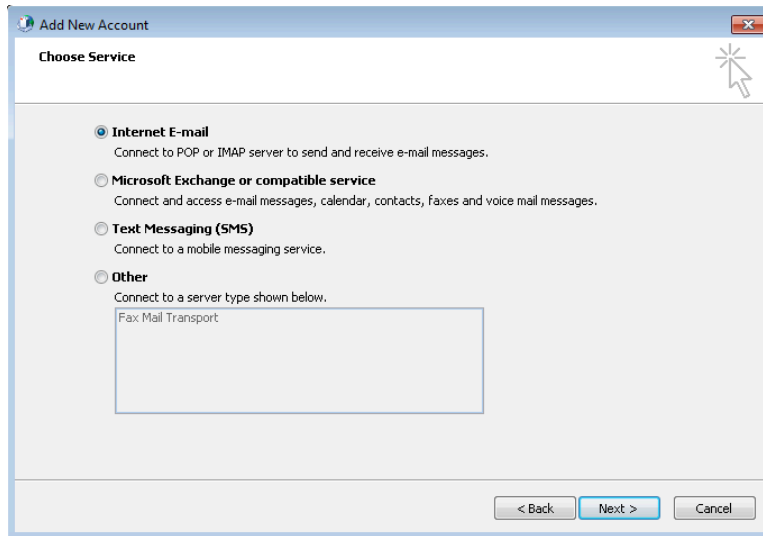 Add New Account
Choose Service
Internet E-mail
Connect to POP or IMAP server to send and receive e-mail messages.
Microsoft Exchange or compatible service
Connect and access e-mail messages, calendar, contacts, faxes and voice mail messages.
Text Messaging (SMS)
Connect to a mobile messaging service.
Other
Connect to a server type shown below.
Fax Mail Transport
< Back Next > Cancel